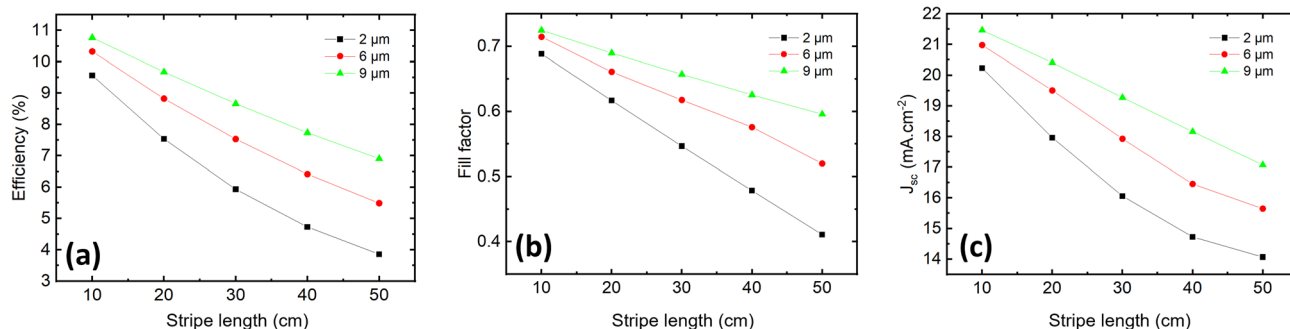 Efficiency (%)
11
10
9
8
7
6
5
4
3
2 µm
6 µm
9 µm
(a)
10 20 30 40 50
Stripe length (cm)
Fill factor
0.7
0.6
0.5
0.4
2 µm
6 µm
9 µm
(b)
10 20 30 40 50
Stripe length (cm)
Jsc (mA.cm-2)
22
21
20
19
18
17
16
15
14
13
2 µm
6 µm
9 µm
(c)
10 20 30 40 50
Stripe length (cm)